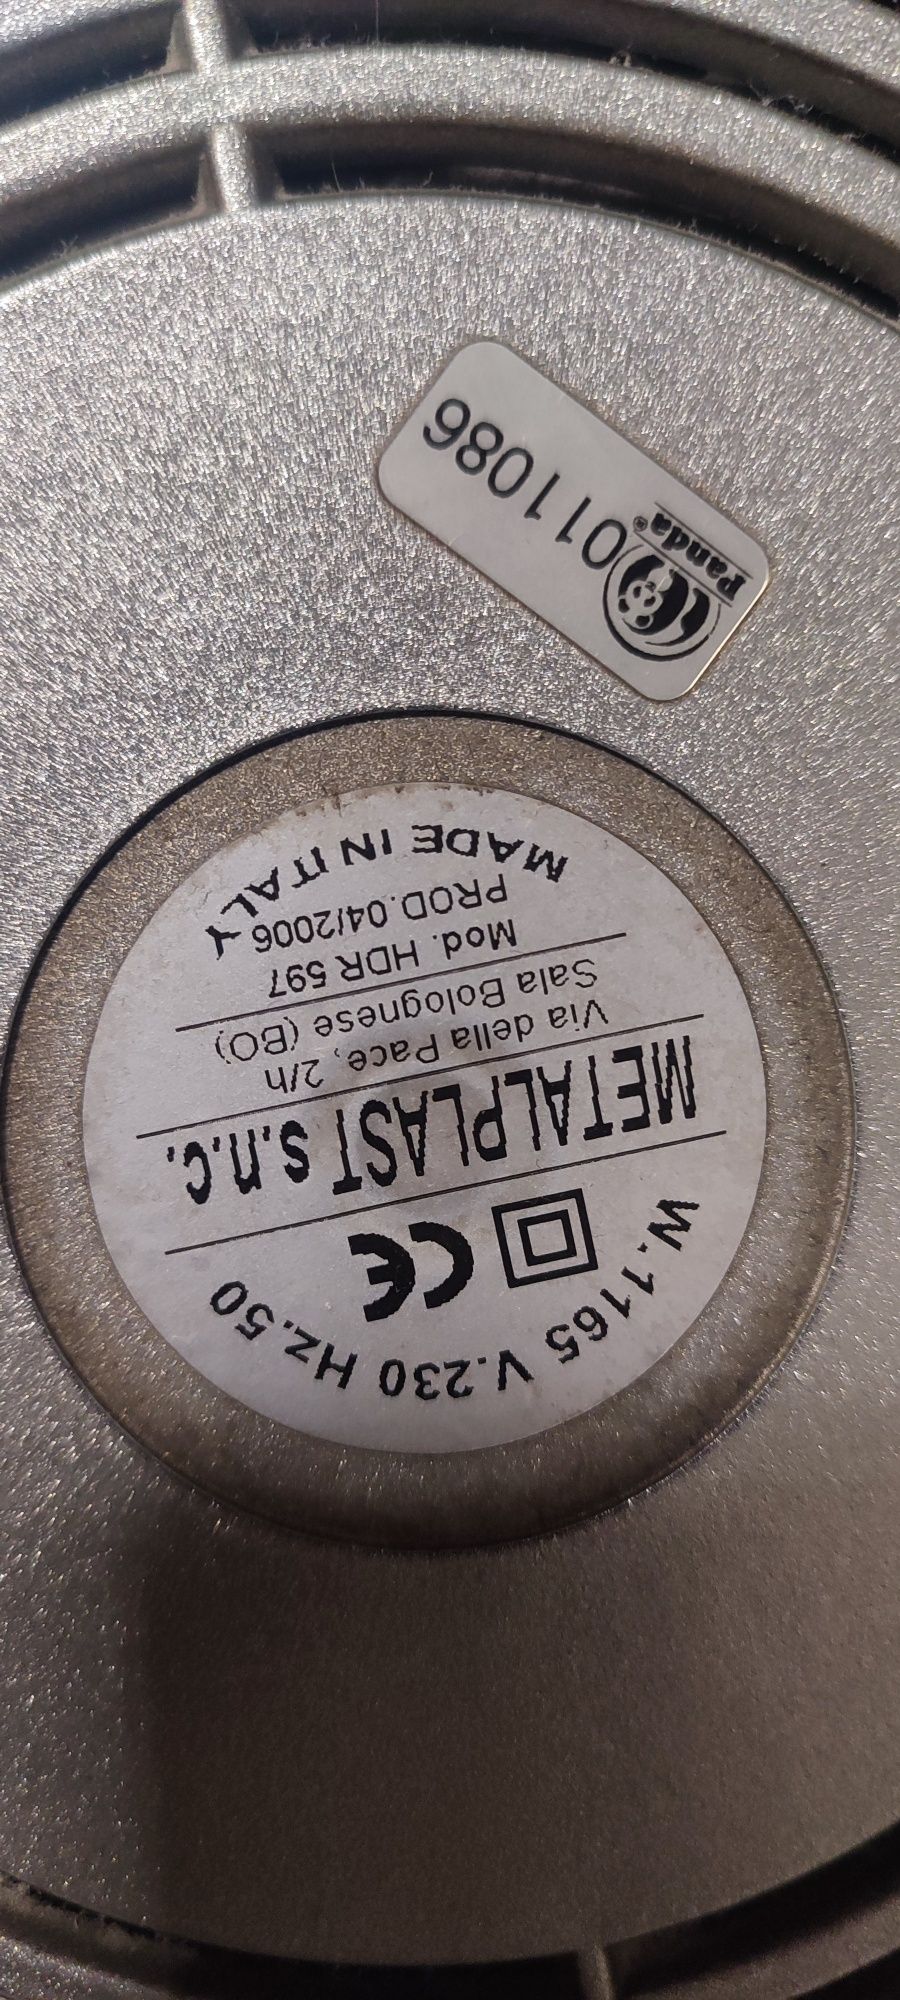 W.1165 V.230 HZ.50
CE
METALPLAST s.n.c.
Via della Pace, 2/h
Sala Bolognese (BO)
Mod. HDR 597
PROD.04/2006
MADE IN ITALY
Panda®
011086